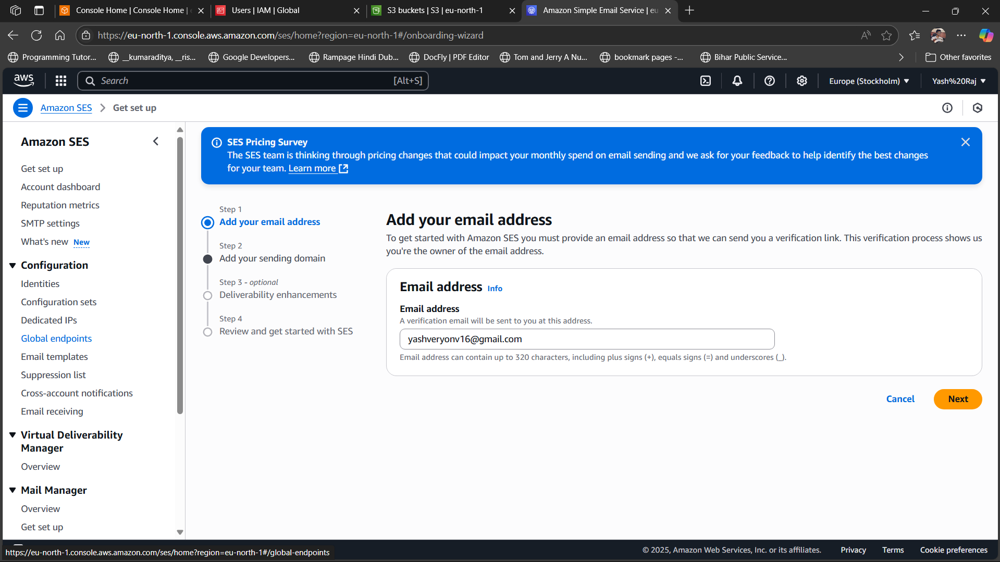 Console Home | Console Home | e
Users | IAM | Global
S3 buckets | S3 | eu-north-1
Amazon Simple Email Service | eu
https://eu-north-1.console.aws.amazon.com/ses/home?region=eu-north-1#/onboarding-wizard
Programming Tutor...
__kumaraditya, __ris...
Google Developers...
Rampage Hindi Dub...
DocFly | PDF Editor
Tom and Jerry A Nu...
bookmark pages -...
Bihar Public Service...
Other favorites
aws
Search
[Alt+S]
Europe (Stockholm)
Yash%20Raj
Amazon SES
Get set up
Amazon SES
Get set up
Account dashboard
Reputation metrics
SMTP settings
What's new New
Configuration
Identities
Configuration sets
Dedicated IPs
Global endpoints
Email templates
Suppression list
Cross-account notifications
Email receiving
Virtual Deliverability
Manager
Overview
Mail Manager
Overview
Get set up
SES Pricing Survey
The SES team is thinking through pricing changes that could impact your monthly spend on email sending and we ask for your feedback to help identify the best changes
for your team. Learn more
Step 1
Add your email address
Step 2
Add your sending domain
Step 3 - optional
Deliverability enhancements
Step 4
Review and get started with SES
Add your email address
To get started with Amazon SES you must provide an email address so that we can send you a verification link. This verification process shows us
you're the owner of the email address.
Email address Info
Email address
A verification email will be sent to you at this address.
yashveryonv16@gmail.com
Email address can contain up to 320 characters, including plus signs (+), equals signs (=) and underscores (_).
Cancel
Next
https://eu-north-1.console.aws.amazon.com/ses/home?region=eu-north-1#/global-endpoints
© 2025, Amazon Web Services, Inc. or its affiliates.
Privacy
Terms
Cookie preferences